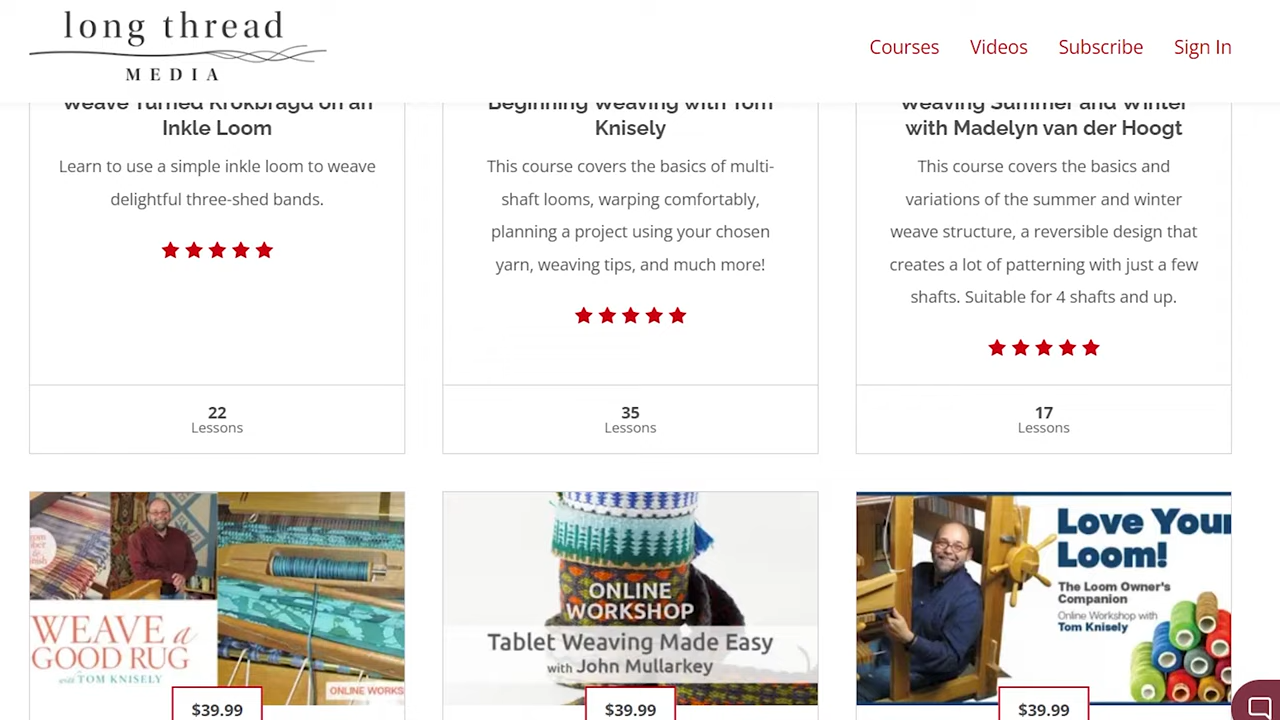 long thread
MEDIA
Courses Videos Subscribe Sign In
Weave Turned Krokbragd on an
Inkle Loom
Learn to use a simple inkle loom to weave
delightful three-shed bands.
22
Lessons
Beginning Weaving with Tom
Knisely
This course covers the basics of multi-
shaft looms, warping comfortably,
planning a project using your chosen
yarn, weaving tips, and much more!
35
Lessons
Weaving Summer and Winter
with Madelyn van der Hoogt
This course covers the basics and
variations of the summer and winter
weave structure, a reversible design that
creates a lot of patterning with just a few
shafts. Suitable for 4 shafts and up.
17
Lessons
WEAVE a
GOOD RUG
with TOM KNISELY
ONLINE WORKS
$39.99
ONLINE
WORKSHOP
Tablet Weaving Made Easy
with John Mullarkey
$39.99
Love Your
Loom!
The Loom Owner's
Companion
Online Workshop with
Tom Knisely
$39.99